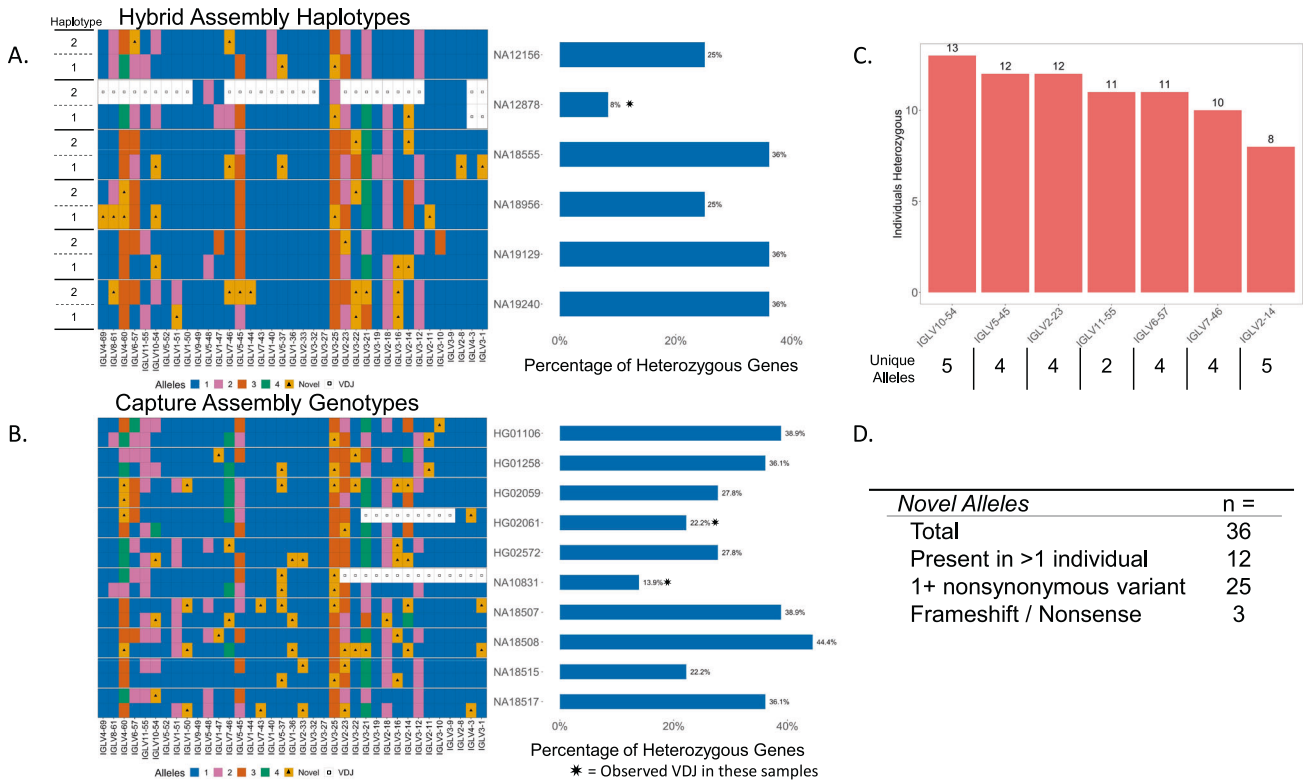 Haplotype
Hybrid Assembly Haplotypes
A.
2
1
2
1
2
1
2
1
2
1
2
1
NA12156
NA12878
NA18555
NA18956
NA19129
NA19240
25%
8% ✷
36%
25%
36%
36%
0% 20% 40%
Percentage of Heterozygous Genes
IGLV4-69 IGLV8-61 IGLV4-60 IGLV6-57 IGLV11-55 IGLV10-54 IGLV5-52 IGLV1-51 IGLV9-49 IGLV5-48 IGLV1-47 IGLV7-46 IGLV5-45 IGLV1-44 IGLV7-43 IGLV1-40 IGLV5-37 IGLV1-36 IGLV2-33 IGLV3-32 IGLV3-27 IGLV3-25 IGLV2-23 IGLV3-22 IGLV3-21 IGLV3-19 IGLV2-18 IGLV3-16 IGLV2-14 IGLV3-12 IGLV2-11 IGLV3-10 IGLV3-9 IGLV2-8 IGLV4-3 IGLV3-1
Alleles 1 2 3 4 Novel VDJ
Capture Assembly Genotypes
B.
HG01106
HG01258
HG02059
HG02061
HG02572
NA10831
NA18507
NA18508
NA18515
NA18517
38.9%
36.1%
27.8%
22.2% ✷
27.8%
13.9% ✷
38.9%
44.4%
22.2%
36.1%
0% 20% 40%
Percentage of Heterozygous Genes
✷ = Observed VDJ in these samples
IGLV4-69 IGLV8-61 IGLV4-60 IGLV6-57 IGLV11-55 IGLV10-54 IGLV5-52 IGLV1-51 IGLV1-50 IGLV9-49 IGLV5-48 IGLV1-47 IGLV7-46 IGLV5-45 IGLV1-44 IGLV7-43 IGLV1-40 IGLV5-37 IGLV1-36 IGLV2-33 IGLV3-32 IGLV3-27 IGLV3-25 IGLV2-23 IGLV3-22 IGLV3-21 IGLV3-19 IGLV2-18 IGLV3-16 IGLV2-14 IGLV3-12 IGLV2-11 IGLV3-10 IGLV3-9 IGLV2-8 IGLV4-3 IGLV3-1
Alleles 1 2 3 4 Novel VDJ
C.
Individuals Heterozygous
10
5
0
13 12 12 11 11 10 8
IGLV10-54 IGLV5-45 IGLV2-23 IGLV11-55 IGLV6-57 IGLV7-46 IGLV2-14
Unique Alleles 5 4 4 2 4 4 5
D.
Novel Alleles n =
Total 36
Present in >1 individual 12
1+ nonsynonymous variant 25
Frameshift / Nonsense 3